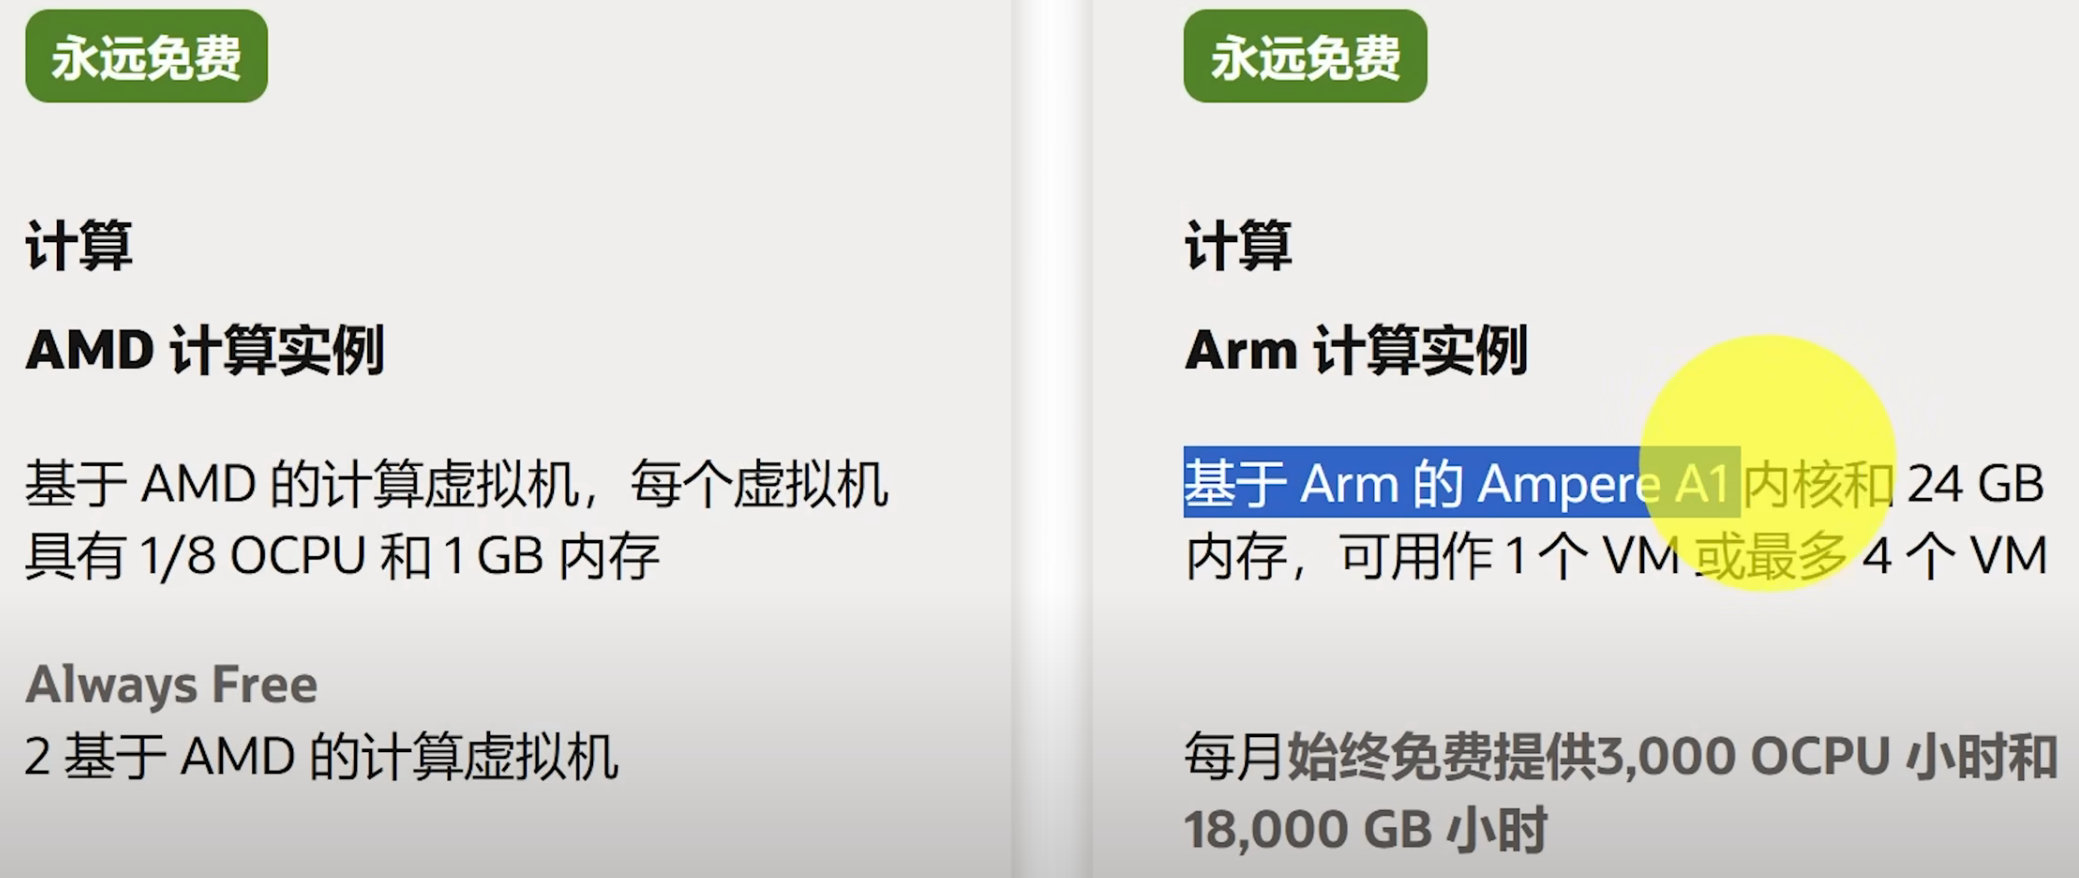 永远免费
计算
AMD 计算实例
基于 AMD 的计算虚拟机，每个虚拟机
具有 1/8 OCPU 和 1 GB 内存
Always Free
2 基于 AMD 的计算虚拟机
永远免费
计算
Arm 计算实例
基于 Arm 的 Ampere A1 内核和 24 GB
内存，可用作 1 个 VM 或最多 4 个 VM
每月始终免费提供3,000 OCPU 小时和
18,000 GB 小时